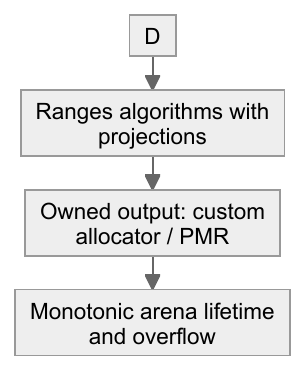 D
Ranges algorithms with
projections
Owned output: custom
allocator / PMR
Monotonic arena lifetime
and overflow